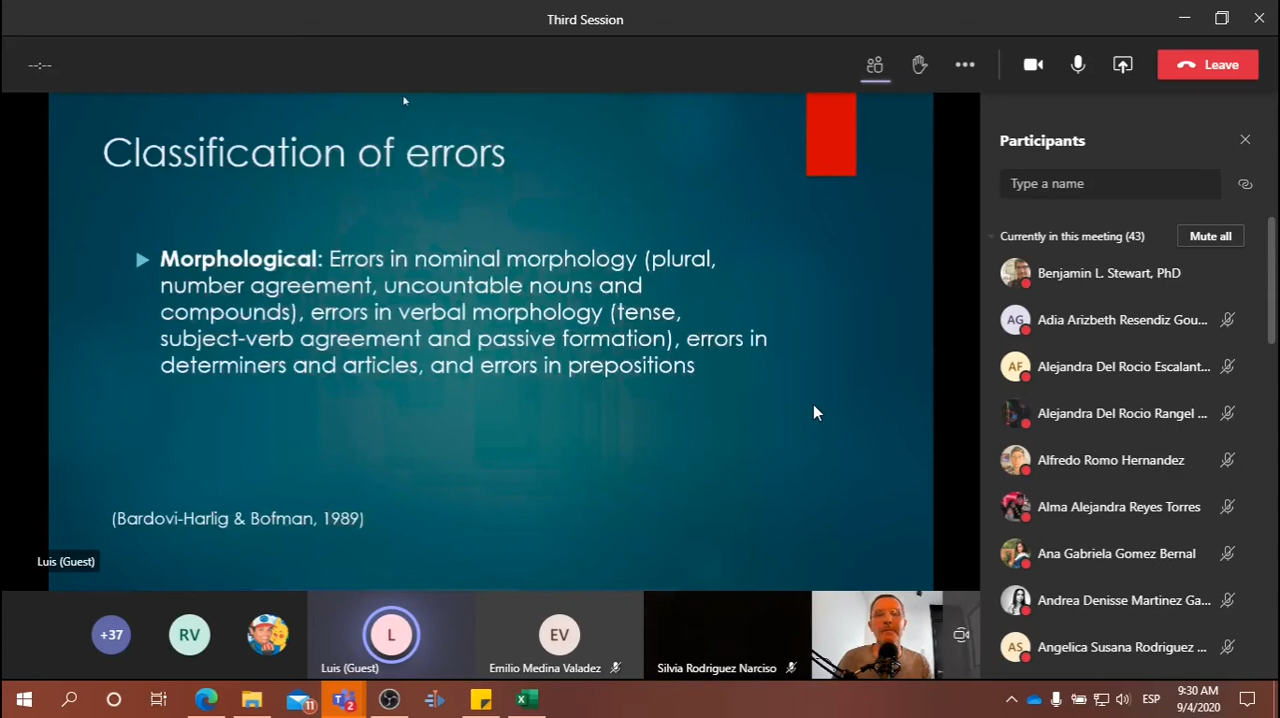 Third Session
--:--
Leave
Classification of errors
Morphological: Errors in nominal morphology (plural,
number agreement, uncountable nouns and
compounds), errors in verbal morphology (tense,
subject-verb agreement and passive formation), errors in
determiners and articles, and errors in prepositions
(Bardovi-Harlig & Bofman, 1989)
Luis (Guest)
Participants
Type a name
Currently in this meeting (43)
Mute all
Benjamin L. Stewart, PhD
AG
Adia Arizbeth Resendiz Gou...
AF
Alejandra Del Rocio Escalant...
Alejandra Del Rocio Rangel ...
Alfredo Romo Hernandez
Alma Alejandra Reyes Torres
Ana Gabriela Gomez Bernal
Andrea Denisse Martinez Ga...
AS
Angelica Susana Rodriguez ...
+37
RV
L
Luis (Guest)
EV
Emilio Medina Valadez
Silvia Rodriguez Narciso
11
2
ESP
9:30 AM
9/4/2020